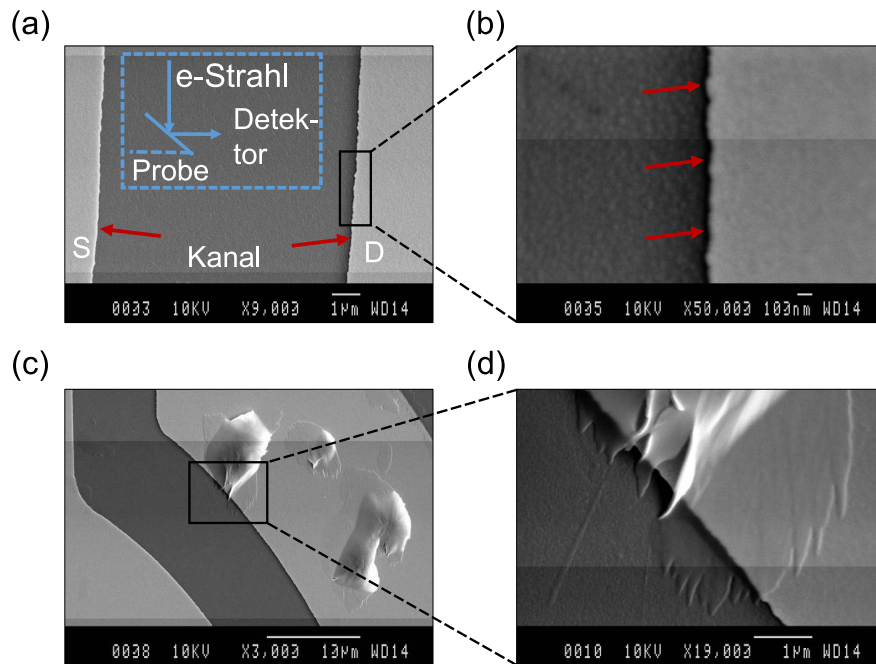 (a)
(b)
e-Strahl
Detek-
tor
Probe
S
Kanal
D
0033 10KV X9,003 1µm WD14
0035 10KV X50,003 103nm WD14
(c)
(d)
0038 10KV X3,003 13µm WD14
0010 10KV X19,003 1µm WD14